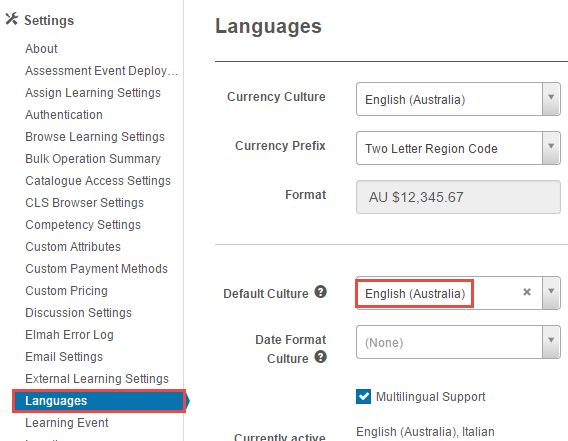 Settings
About
Assessment Event Deploy…
Assign Learning Settings
Authentication
Browse Learning Settings
Bulk Operation Summary
Catalogue Access Settings
CLS Browser Settings
Competency Settings
Custom Attributes
Custom Payment Methods
Custom Pricing
Discussion Settings
Elmah Error Log
Email Settings
External Learning Settings
Languages
Learning Event
Languages
Currency Culture
English (Australia)
Currency Prefix
Two Letter Region Code
Format
AU $12,345.67
Default Culture ?
English (Australia) ×
Date Format
Culture ?
(None)
Multilingual Support
Currently active
English (Australia), Italian